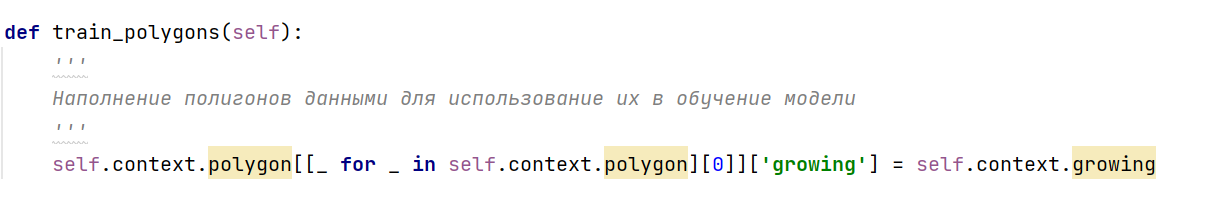 def train_polygons(self):
'''
Наполнение полигонов данными для использование их в обучение модели
'''
self.context.polygon[[_ for _ in self.context.polygon][0]]['growing'] = self.context.growing